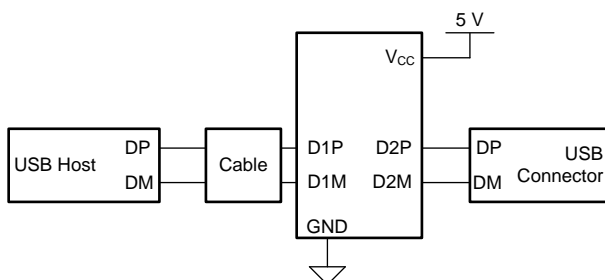 5 V
VCC
USB Host
DP
DM
Cable
D1P
D1M
D2P
D2M
GND
DP
DM
USB
Connector